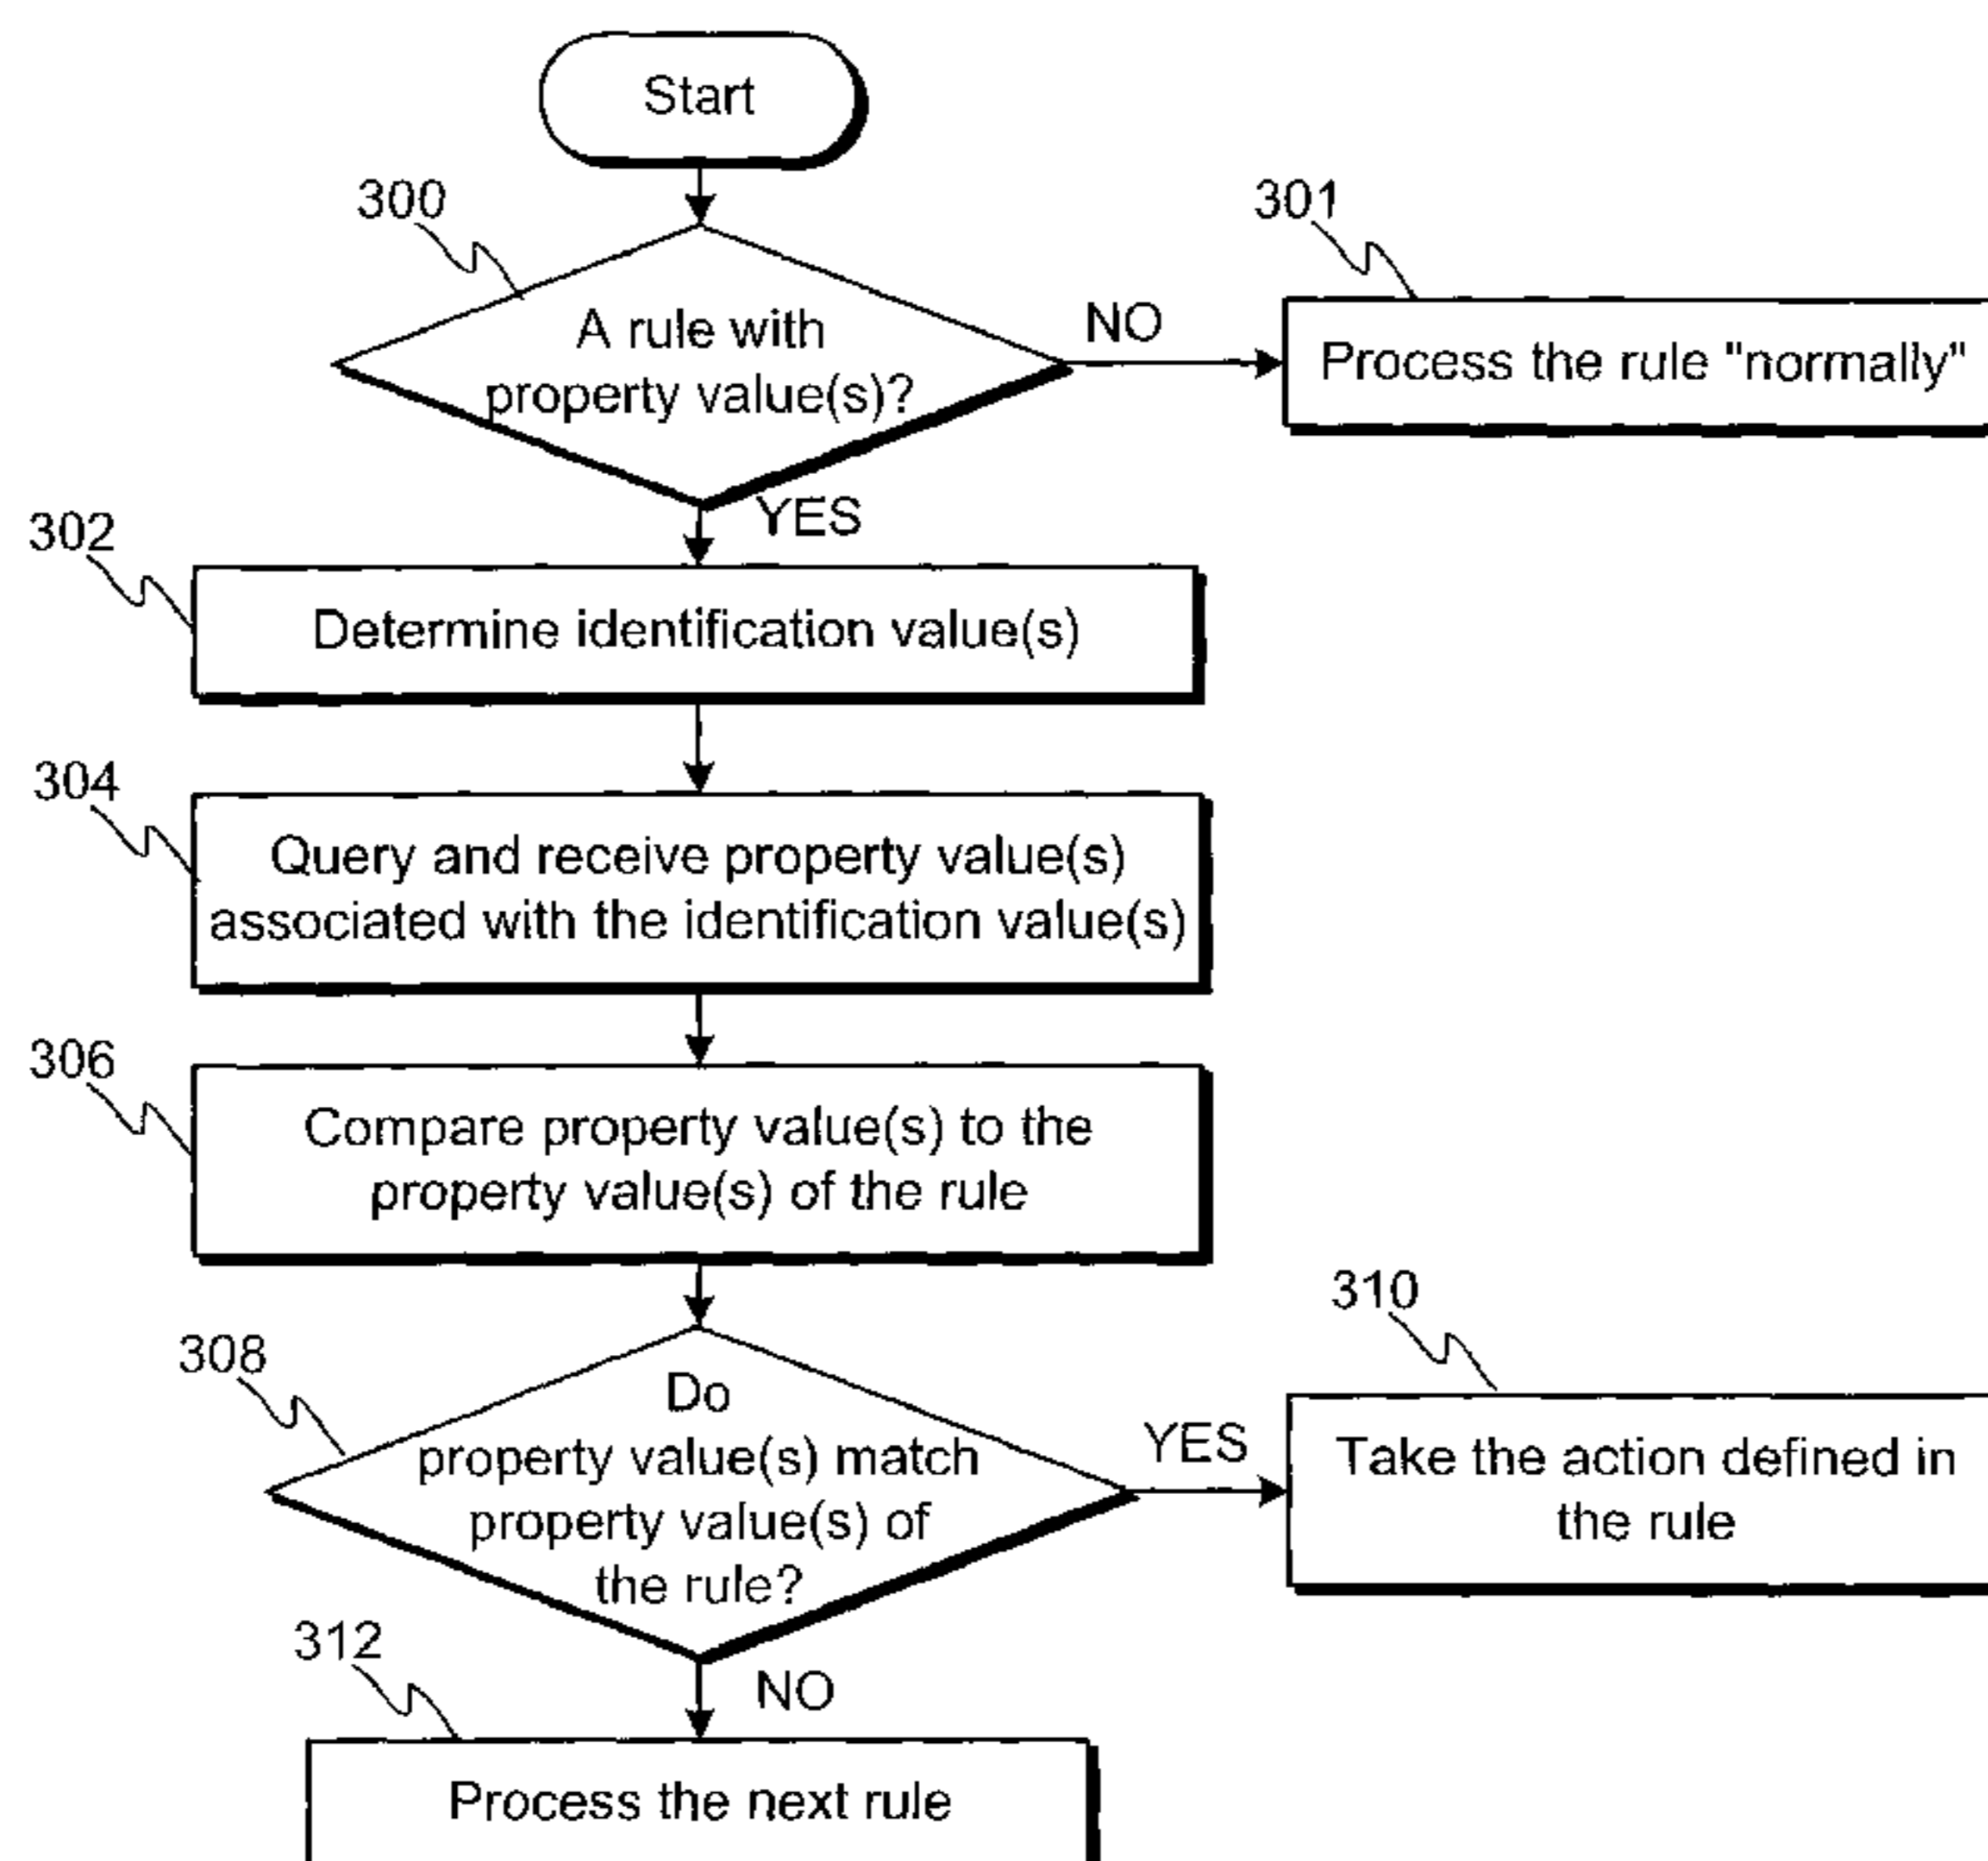 Start
300
301
A rule with
property value(s)?
NO
Process the rule "normally"
YES
302
Determine identification value(s)
304
Query and receive property value(s)
associated with the identification value(s)
306
Compare property value(s) to the
property value(s) of the rule
310
308
Do
property value(s) match
property value(s) of
the rule?
YES
Take the action defined in
the rule
312
NO
Process the next rule